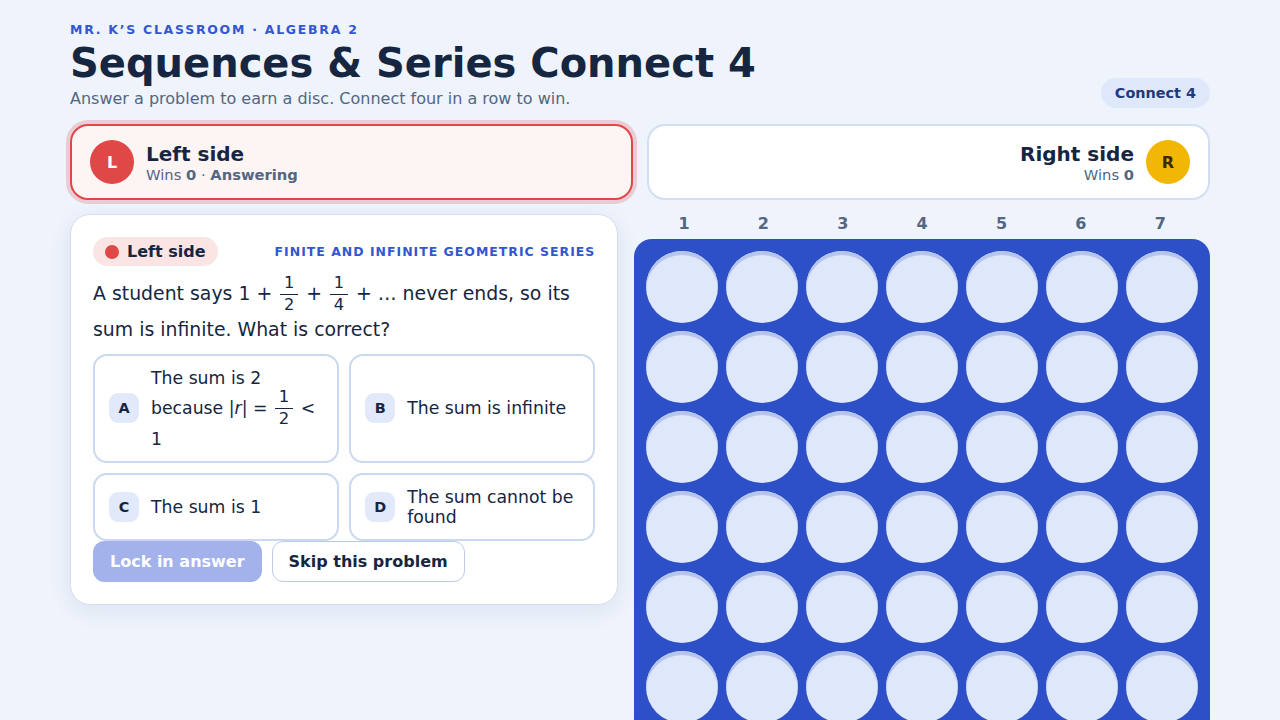 MR. K’S CLASSROOM · ALGEBRA 2
Sequences & Series Connect 4
Answer a problem to earn a disc. Connect four in a row to win.
Connect 4
L
Left side
Wins 0 · Answering
Right side
Wins 0
R
Left side
FINITE AND INFINITE GEOMETRIC SERIES
A student says 1 + 1/2 + 1/4 + … never ends, so its
sum is infinite. What is correct?
A
The sum is 2
because |r| = 1/2 <
1
B
The sum is infinite
C
The sum is 1
D
The sum cannot be
found
Lock in answer
Skip this problem
1 2 3 4 5 6 7